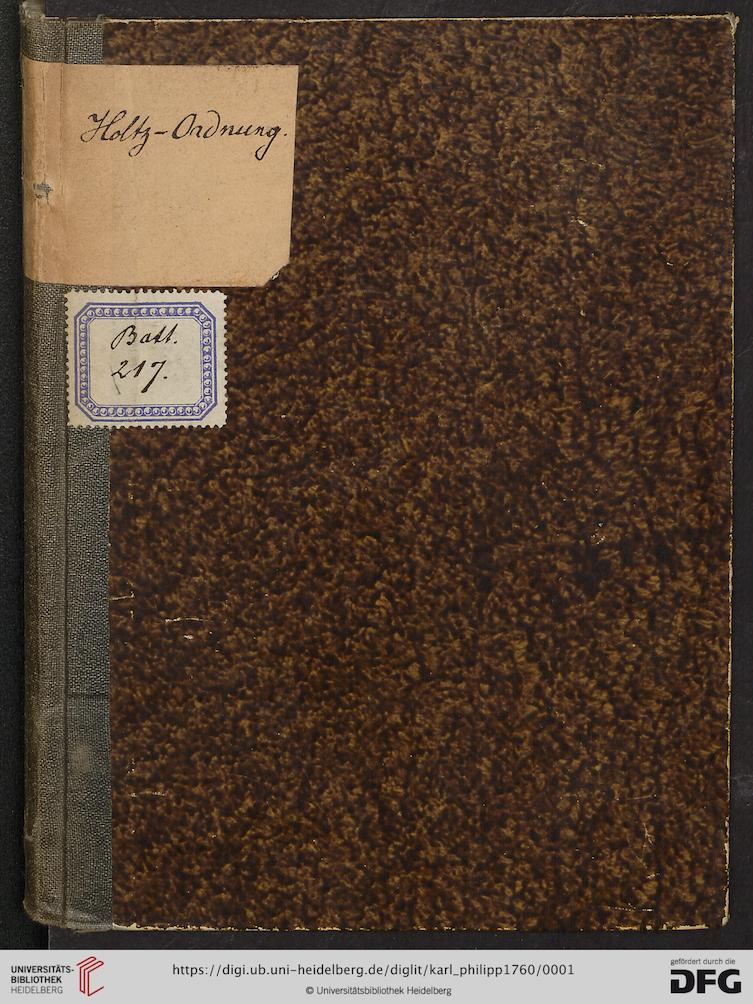 Holtz-Ordnung.
Batt.
217.
UNIVERSITÄTS-
BIBLIOTHEK
HEIDELBERG
https://digi.ub.uni-heidelberg.de/diglit/karl_philipp1760/0001
© Universitätsbibliothek Heidelberg
gefördert durch die
DFG